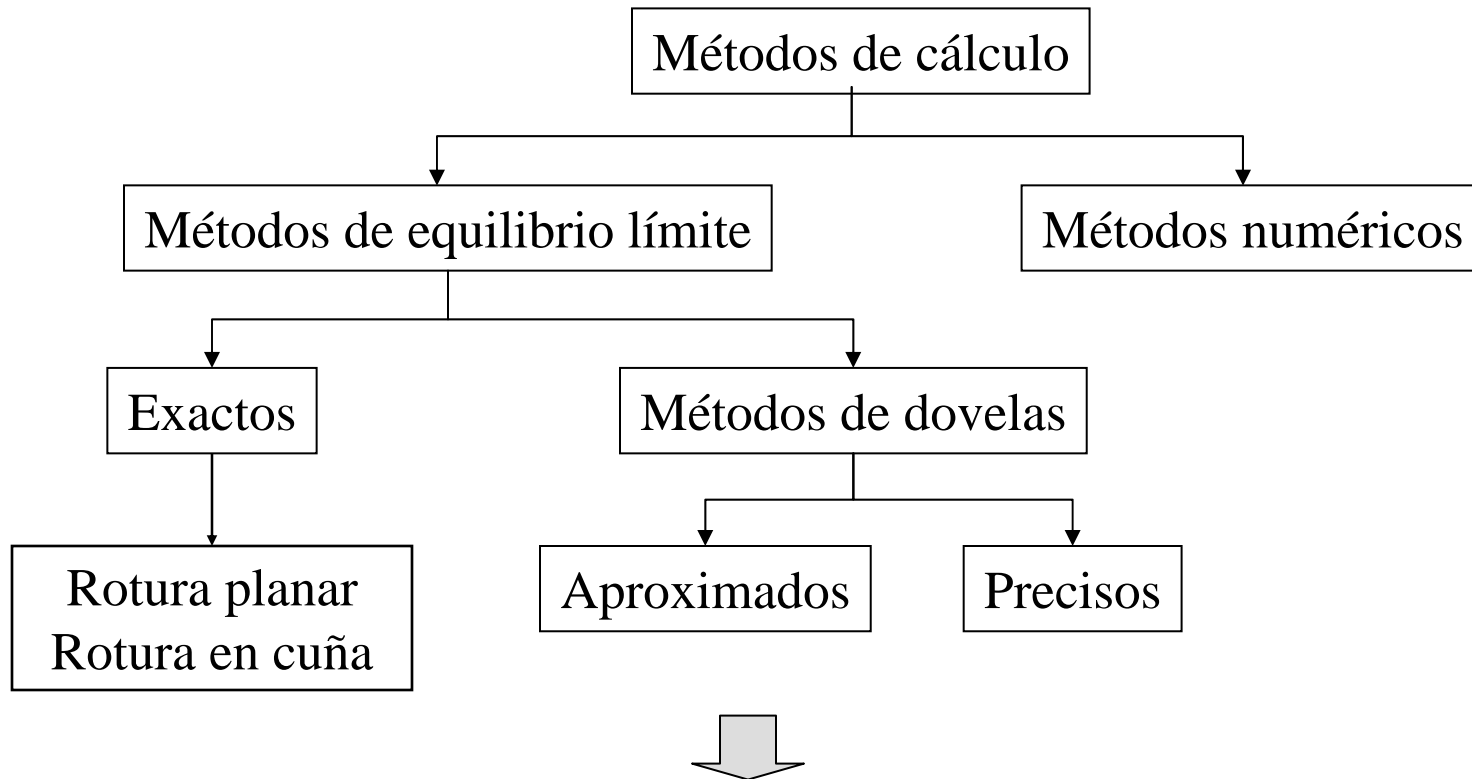 Métodos de cálculo
Métodos de equilibrio límite
Métodos numéricos
Exactos
Métodos de dovelas
Rotura planar
Rotura en cuña
Aproximados
Precisos